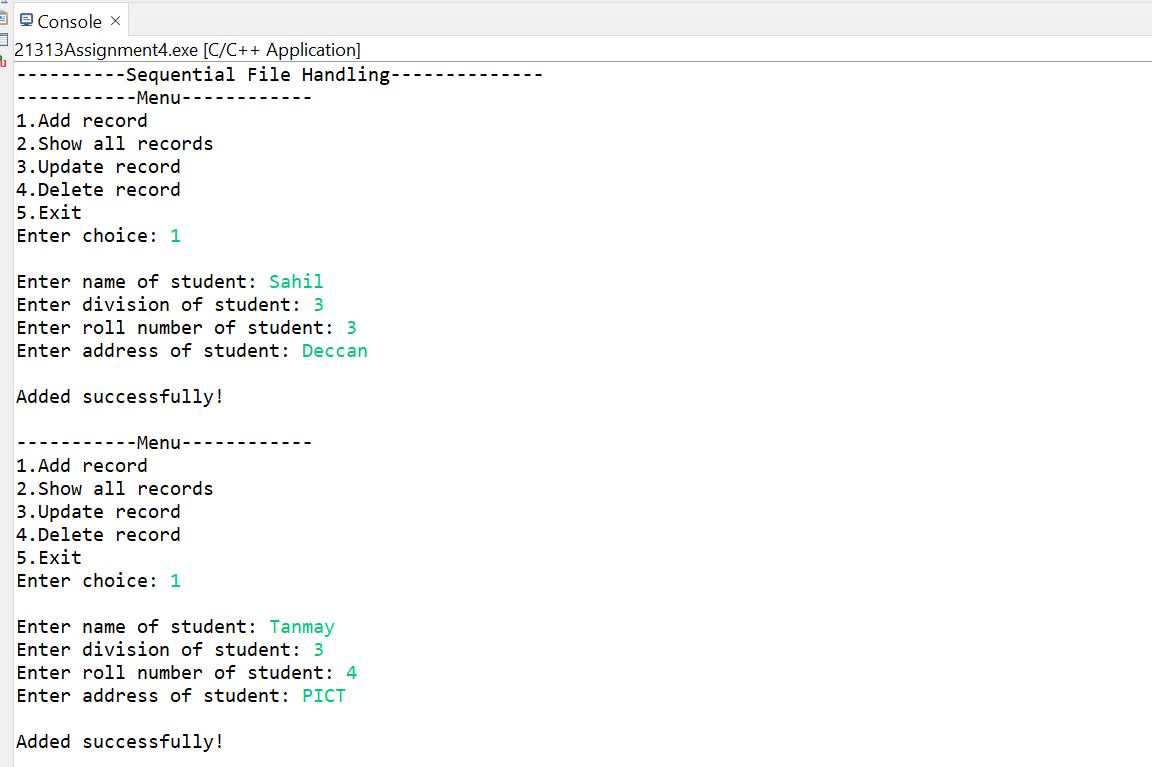 Console ×
21313Assignment4.exe [C/C++ Application]
----------Sequential File Handling--------------
-----------Menu------------
1.Add record
2.Show all records
3.Update record
4.Delete record
5.Exit
Enter choice: 1
Enter name of student: Sahil
Enter division of student: 3
Enter roll number of student: 3
Enter address of student: Deccan
Added successfully!
-----------Menu------------
1.Add record
2.Show all records
3.Update record
4.Delete record
5.Exit
Enter choice: 1
Enter name of student: Tanmay
Enter division of student: 3
Enter roll number of student: 4
Enter address of student: PICT
Added successfully!